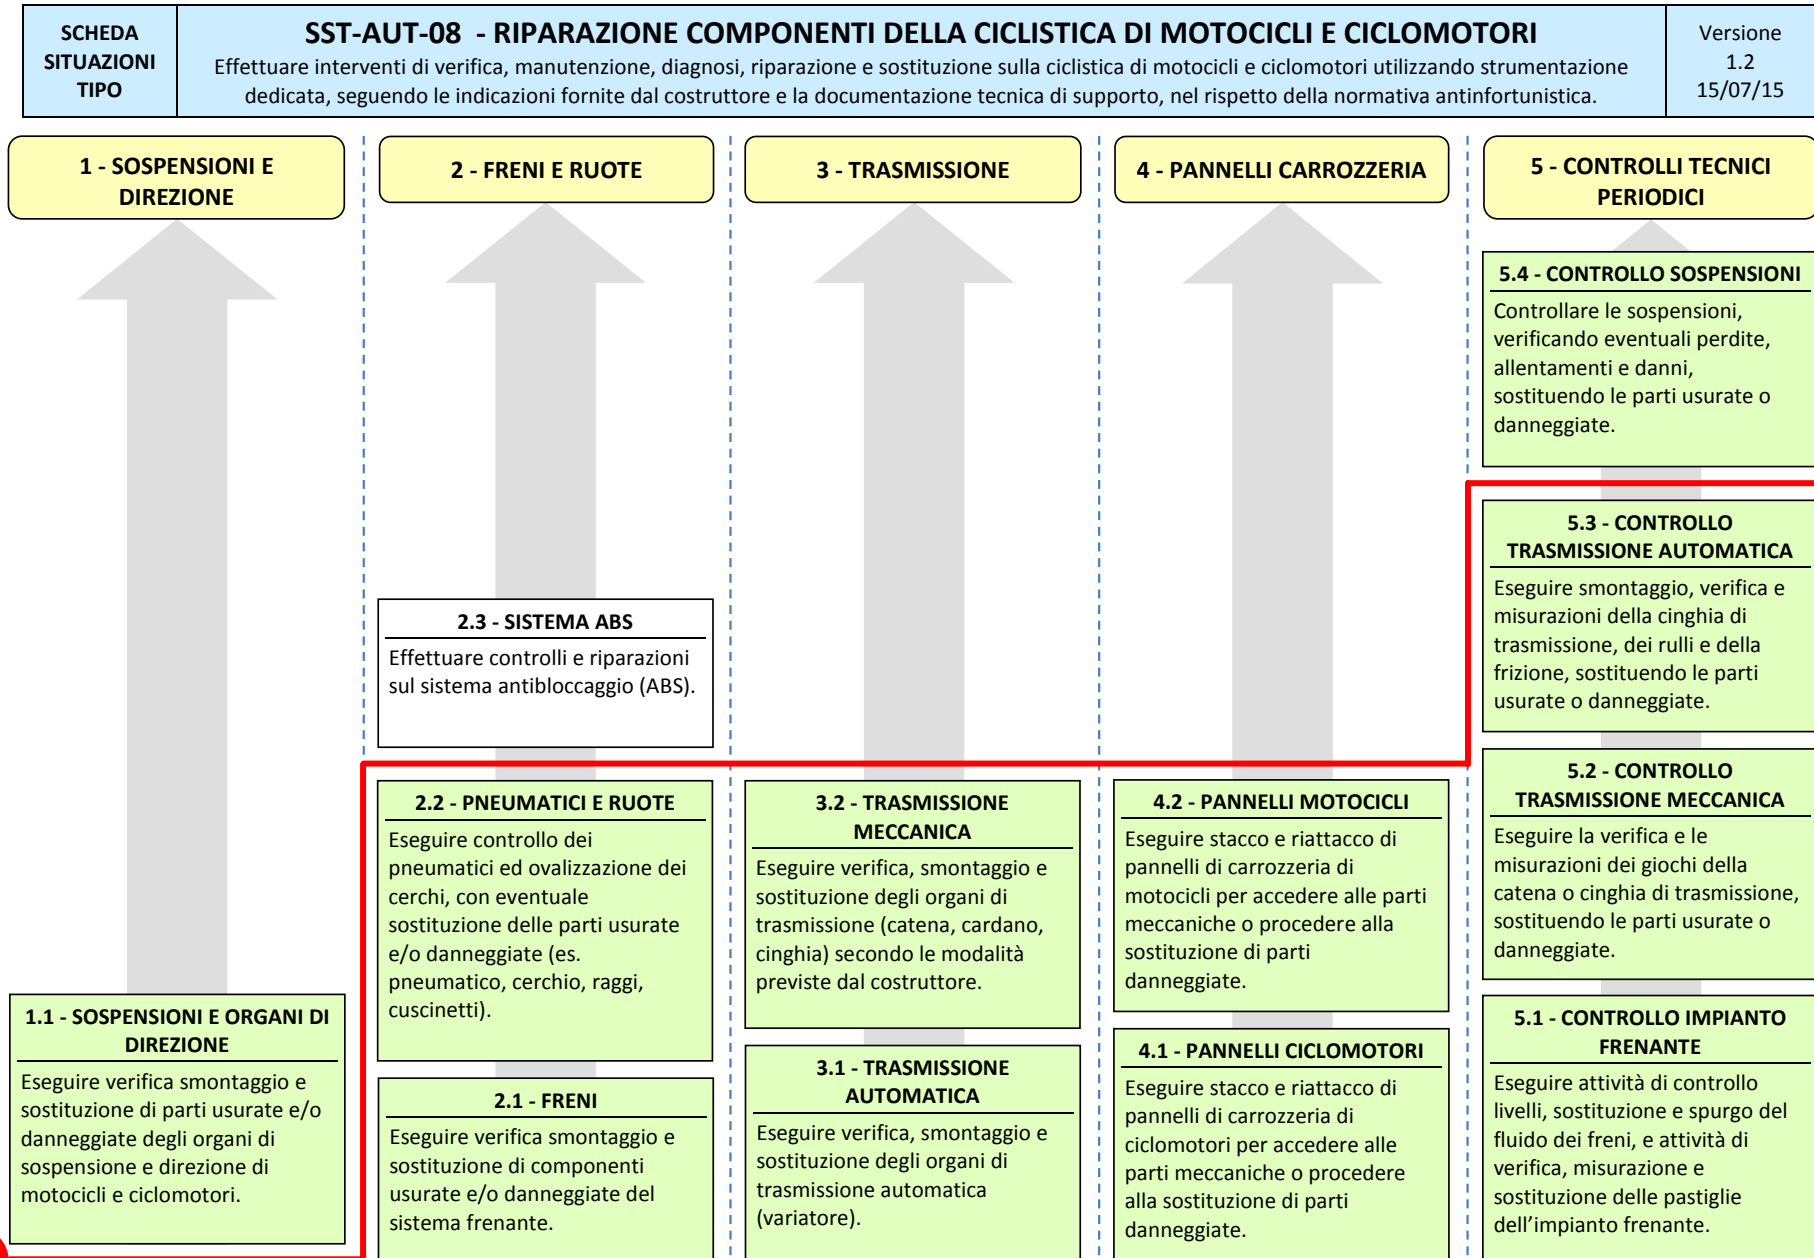 SCHEDA
SITUAZIONI
TIPO
SST-AUT-08 - RIPARAZIONE COMPONENTI DELLA CICLISTICA DI MOTOCICLI E CICLOMOTORI
Effettuare interventi di verifica, manutenzione, diagnosi, riparazione e sostituzione sulla ciclistica di motocicli e ciclomotori utilizzando strumentazione
dedicata, seguendo le indicazioni fornite dal costruttore e la documentazione tecnica di supporto, nel rispetto della normativa antinfortunistica.
Versione
1.2
15/07/15
1 - SOSPENSIONI E
DIREZIONE
1.1 - SOSPENSIONI E ORGANI DI
DIREZIONE
Eseguire verifica smontaggio e
sostituzione di parti usurate e/o
danneggiate degli organi di
sospensione e direzione di
motocicli e ciclomotori.
2 - FRENI E RUOTE
2.3 - SISTEMA ABS
Effettuare controlli e riparazioni
sul sistema antibloccaggio (ABS).
2.2 - PNEUMATICI E RUOTE
Eseguire controllo dei
pneumatici ed ovalizzazione dei
cerchi, con eventuale
sostituzione delle parti usurate
e/o danneggiate (es.
pneumatico, cerchio, raggi,
cuscinetti).
2.1 - FRENI
Eseguire verifica smontaggio e
sostituzione di componenti
usurate e/o danneggiate del
sistema frenante.
3 - TRASMISSIONE
3.2 - TRASMISSIONE
MECCANICA
Eseguire verifica, smontaggio e
sostituzione degli organi di
trasmissione (catena, cardano,
cinghia) secondo le modalità
previste dal costruttore.
3.1 - TRASMISSIONE
AUTOMATICA
Eseguire verifica, smontaggio e
sostituzione degli organi di
trasmissione automatica
(variatore).
4 - PANNELLI CARROZZERIA
4.2 - PANNELLI MOTOCICLI
Eseguire stacco e riattacco di
pannelli di carrozzeria di
motocicli per accedere alle parti
meccaniche o procedere alla
sostituzione di parti
danneggiate.
4.1 - PANNELLI CICLOMOTORI
Eseguire stacco e riattacco di
pannelli di carrozzeria di
ciclomotori per accedere alle
parti meccaniche o procedere
alla sostituzione di parti
danneggiate.
5 - CONTROLLI TECNICI
PERIODICI
5.4 - CONTROLLO SOSPENSIONI
Controllare le sospensioni,
verificando eventuali perdite,
allentamenti e danni,
sostituendo le parti usurate o
danneggiate.
5.3 - CONTROLLO
TRASMISSIONE AUTOMATICA
Eseguire smontaggio, verifica e
misurazioni della cinghia di
trasmissione, dei rulli e della
frizione, sostituendo le parti
usurate o danneggiate.
5.2 - CONTROLLO
TRASMISSIONE MECCANICA
Eseguire la verifica e le
misurazioni dei giochi della
catena o cinghia di trasmissione,
sostituendo le parti usurate o
danneggiate.
5.1 - CONTROLLO IMPIANTO
FRENANTE
Eseguire attività di controllo
livelli, sostituzione e spurgo del
fluido dei freni, e attività di
verifica, misurazione e
sostituzione delle pastiglie
dell’impianto frenante.